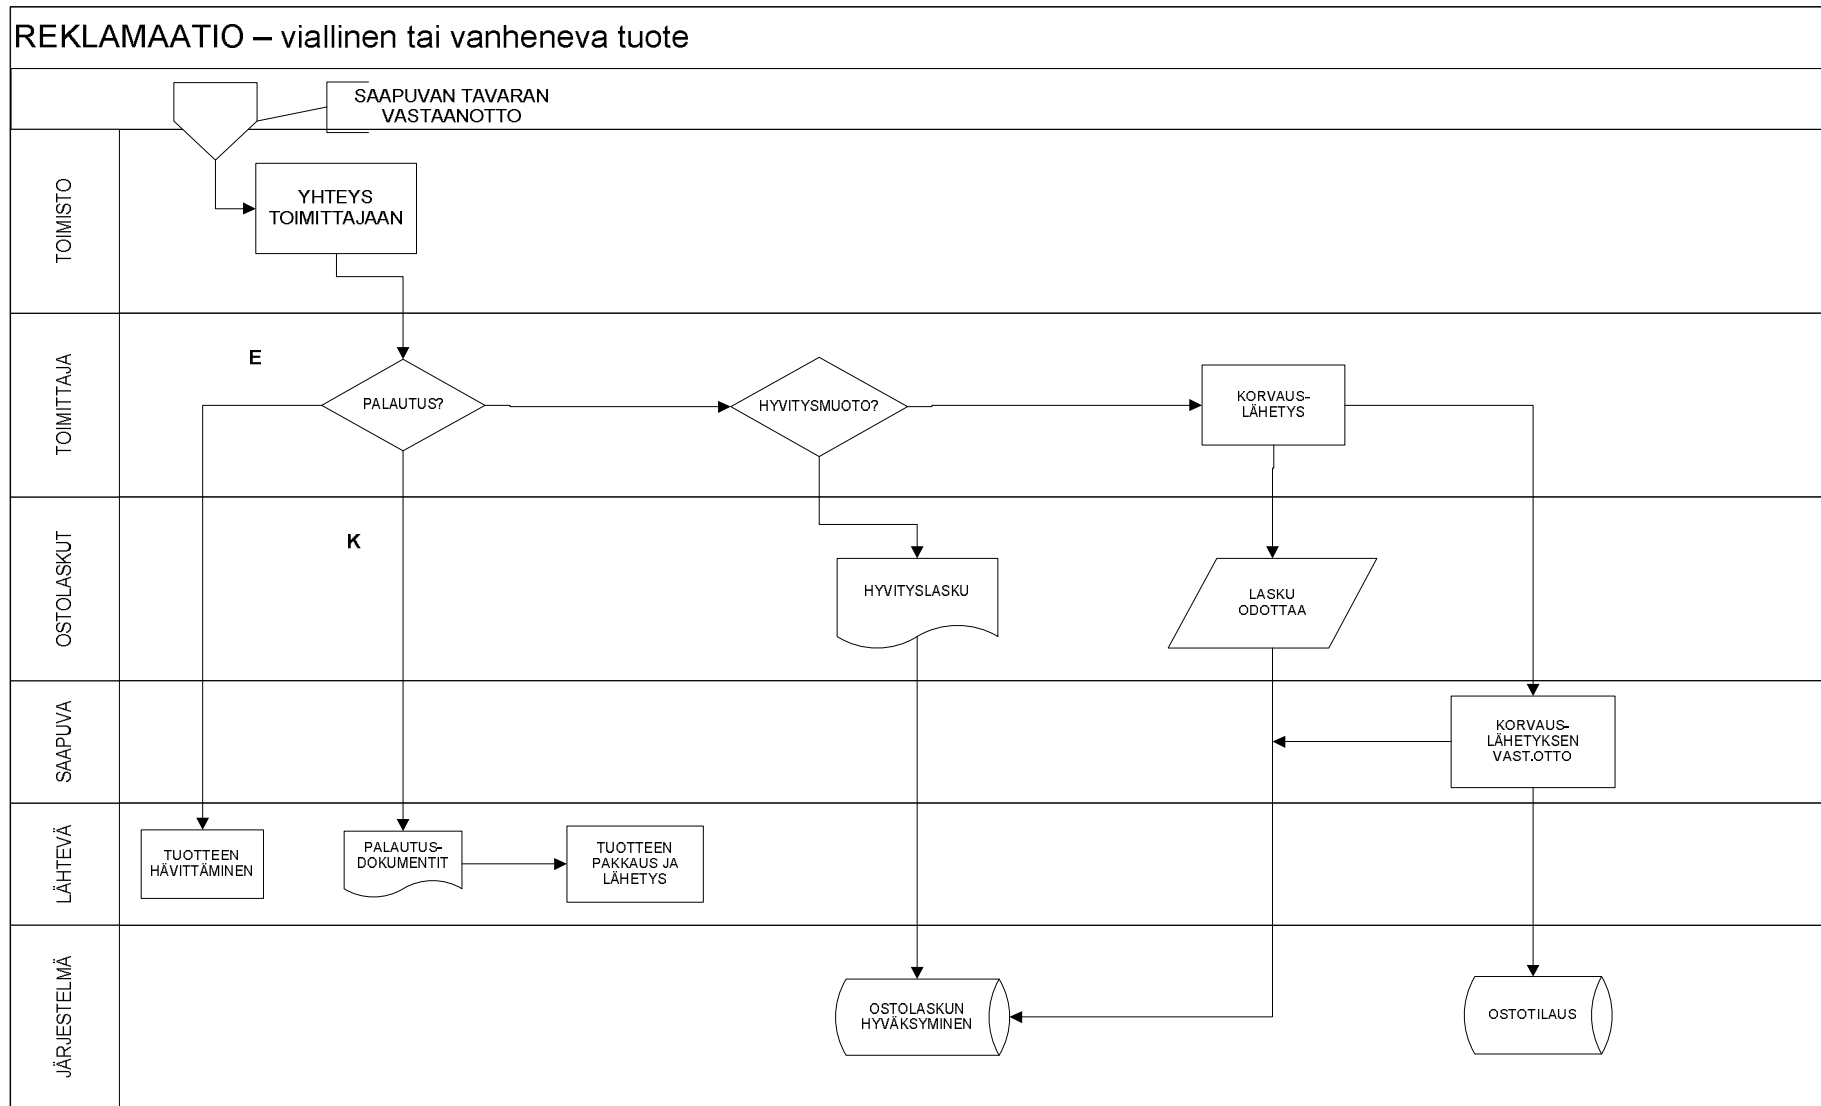 REKLAMAATIO – viallinen tai vanheneva tuote
SAAPUVAN TAVARAN
VASTAANOTTO
TOIMISTO
YHTEYS
TOIMITTAJAAN
TOIMITTAJA
E
PALAUTUS?
HYVITYSMUOTO?
KORVAUS-
LÄHETYS
OSTOLASKUT
K
HYVITYSLASKU
LASKU
ODOTTAA
SAAPUVA
KORVAUS-
LÄHETYKSEN
VAST.OTTO
LÄHTEVÄ
TUOTTEEN
HÄVITTÄMINEN
PALAUTUS-
DOKUMENTIT
TUOTTEEN
PAKKAUS JA
LÄHETYS
JÄRJESTELMÄ
OSTOLASKUN
HYVÄKSYMINEN
OSTOTILAUS